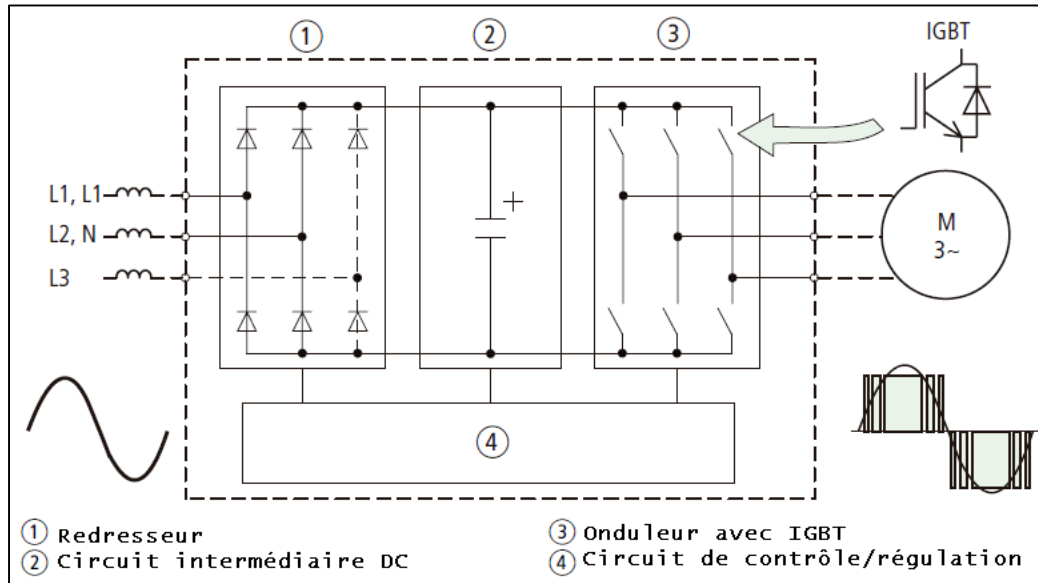 ① ② ③
IGBT
L1, L1
L2, N
L3
+
M
3~
④
① Redresseur
② Circuit intermédiaire DC
③ Onduleur avec IGBT
④ Circuit de contrôle/régulation